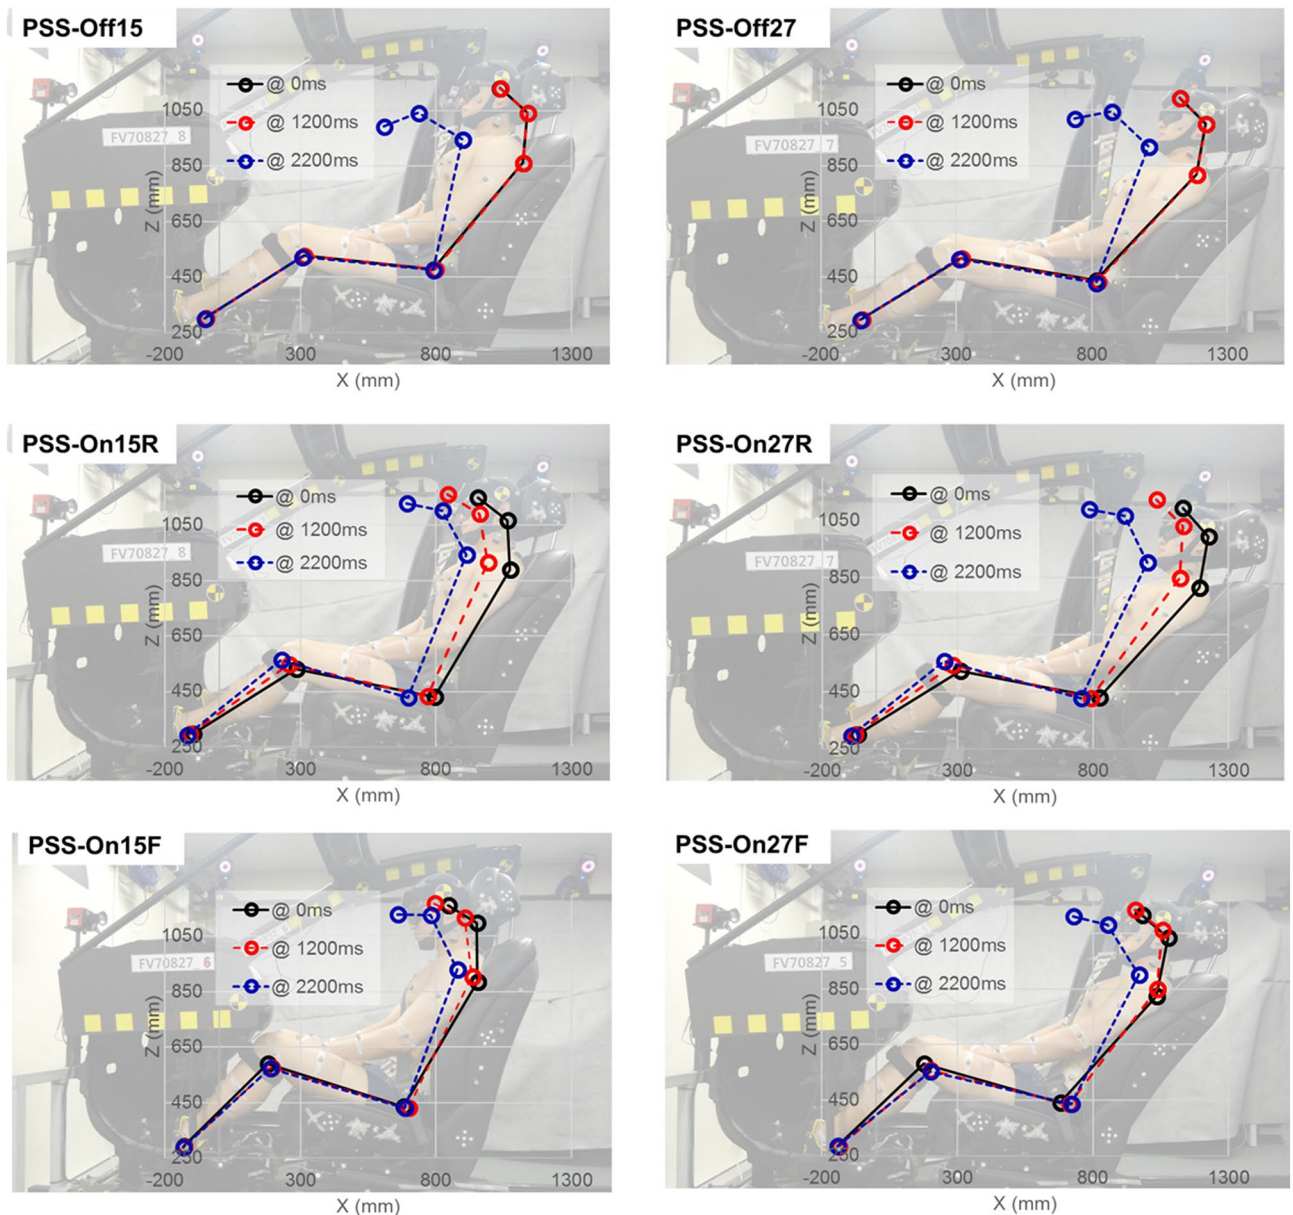 PSS-Off15
@ 0ms
@ 1200ms
@ 2200ms
FV70827_8
Z (mm)
1050
850
650
450
250
-200
300
800
1300
X (mm)
PSS-Off27
@ 0ms
@ 1200ms
@ 2200ms
FV70827_7
Z (mm)
1050
850
650
450
250
-200
300
800
1300
X (mm)
PSS-On15R
@ 0ms
@ 1200ms
@ 2200ms
FV70827_8
Z (mm)
1050
850
650
450
250
-200
300
800
1300
X (mm)
PSS-On27R
@ 0ms
@ 1200ms
@ 2200ms
FV70827_7
Z (mm)
1050
850
650
450
250
-200
300
800
1300
X (mm)
PSS-On15F
@ 0ms
@ 1200ms
@ 2200ms
FV70827_6
Z (mm)
1050
850
650
450
250
-200
300
800
1300
X (mm)
PSS-On27F
@ 0ms
@ 1200ms
@ 2200ms
FV70827_5
Z (mm)
1050
850
650
450
250
-200
300
800
1300
X (mm)